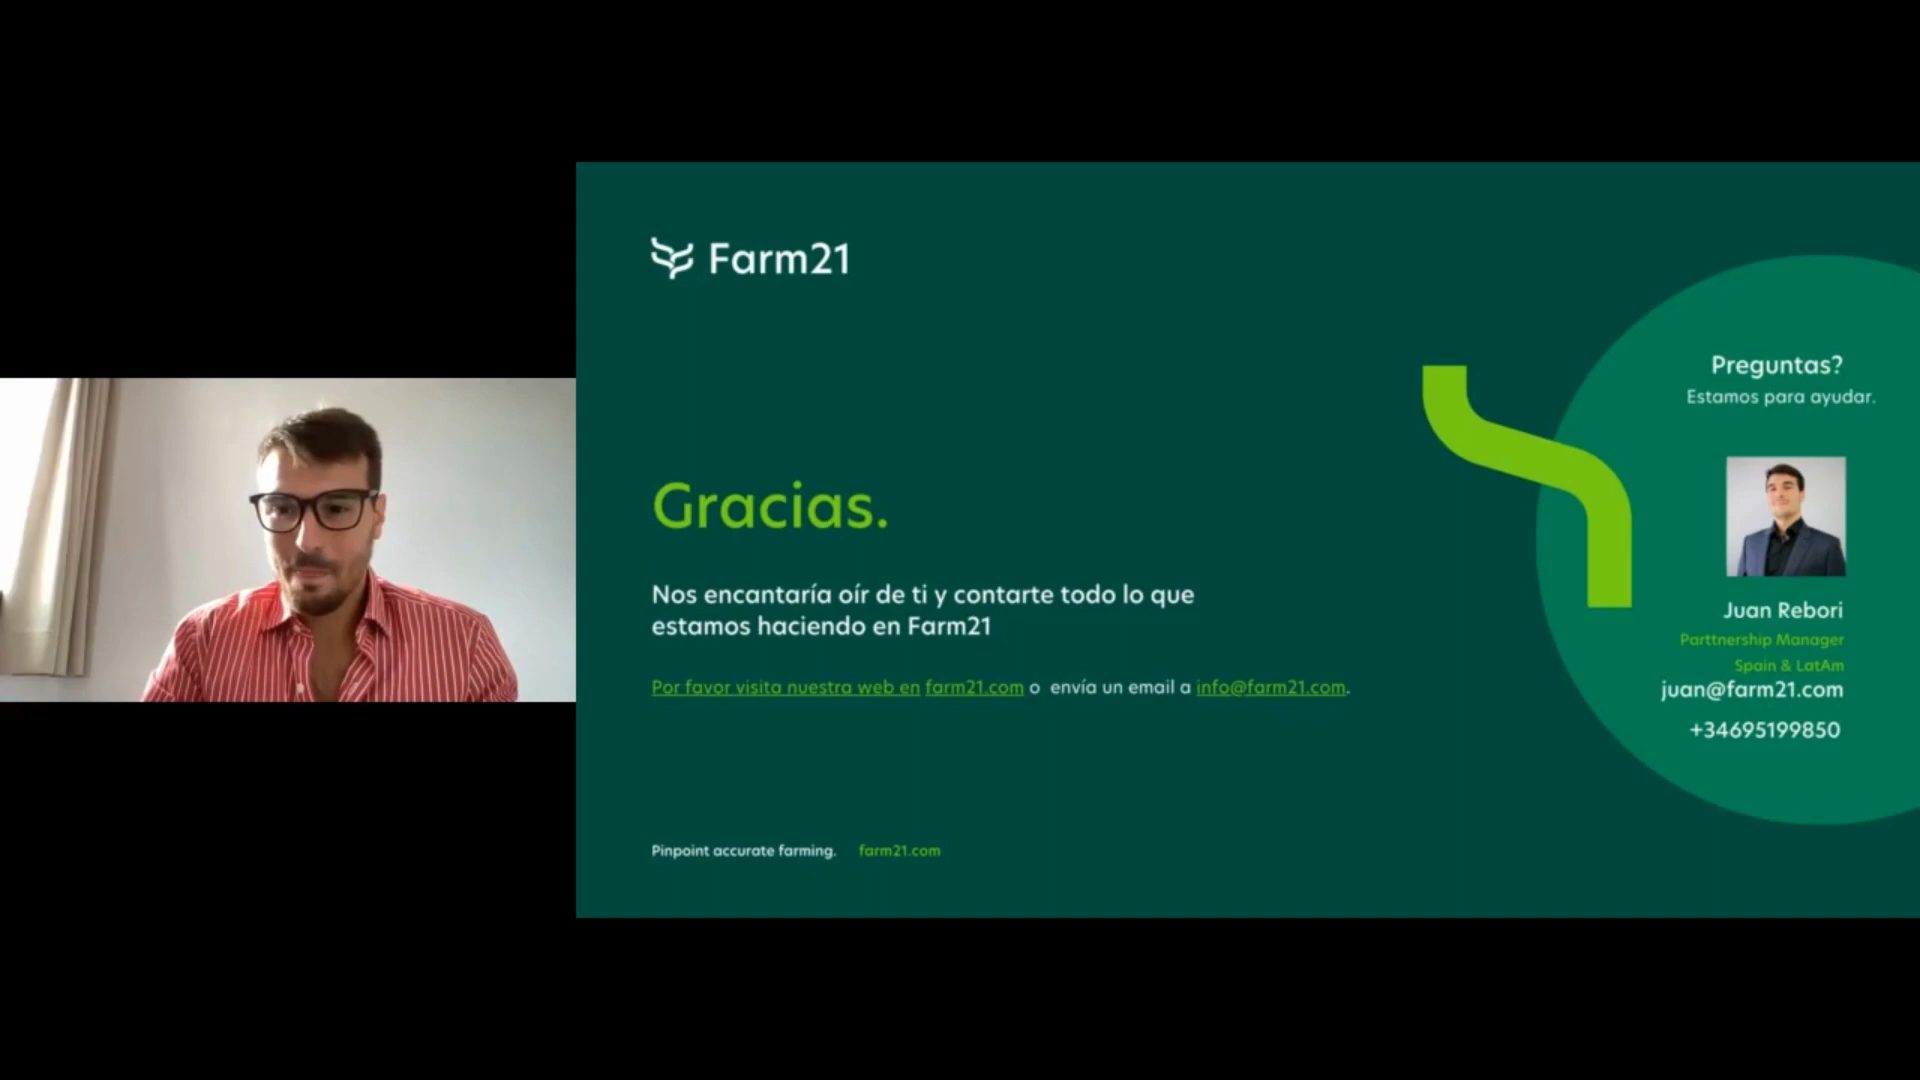 Farm21
Gracias.
Nos encantaría oír de ti y contarte todo lo que
estamos haciendo en Farm21
Por favor visita nuestra web en farm21.com o envía un email a info@farm21.com.
Pinpoint accurate farming. farm21.com
Preguntas?
Estamos para ayudar.
Juan Rebori
Parttnership Manager
Spain & LatAm
juan@farm21.com
+34695199850